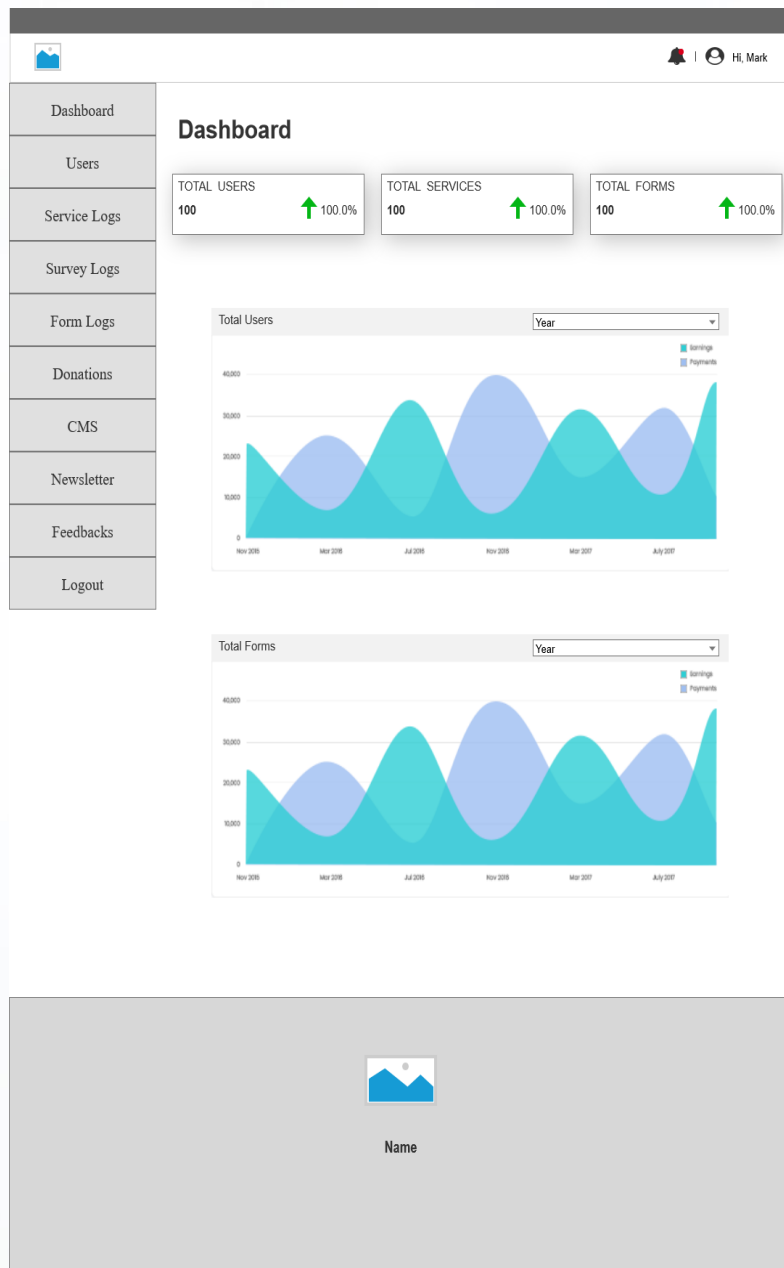 Hi, Mark
Dashboard
Users
Service Logs
Survey Logs
Form Logs
Donations
CMS
Newsletter
Feedbacks
Logout
Dashboard
TOTAL USERS
100 100.0%
TOTAL SERVICES
100 100.0%
TOTAL FORMS
100 100.0%
Total Users Year
Earnings
Payments
40,000
30,000
20,000
10,000
0
Nov 2015 Mar 2016 Jul 2016 Nov 2016 Mar 2017 July 2017
Total Forms Year
Earnings
Payments
40,000
30,000
20,000
10,000
0
Nov 2015 Mar 2016 Jul 2016 Nov 2016 Mar 2017 July 2017
Name